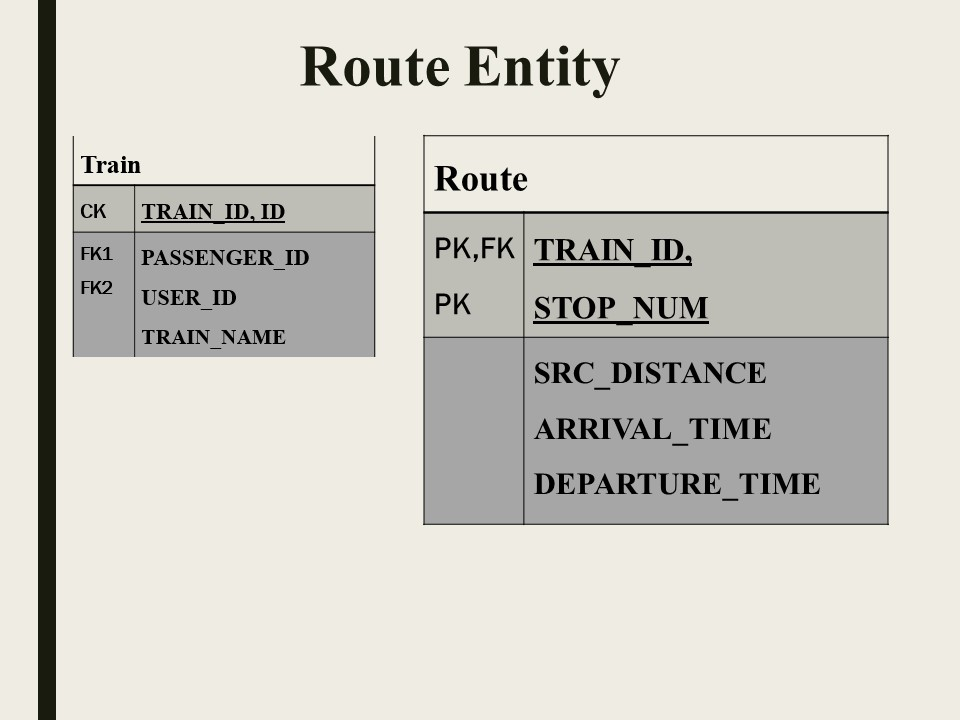 Route Entity
Train
CK TRAIN_ID, ID
FK1 PASSENGER_ID
FK2 USER_ID
TRAIN_NAME
Route
PK,FK TRAIN_ID,
PK STOP_NUM
SRC_DISTANCE
ARRIVAL_TIME
DEPARTURE_TIME